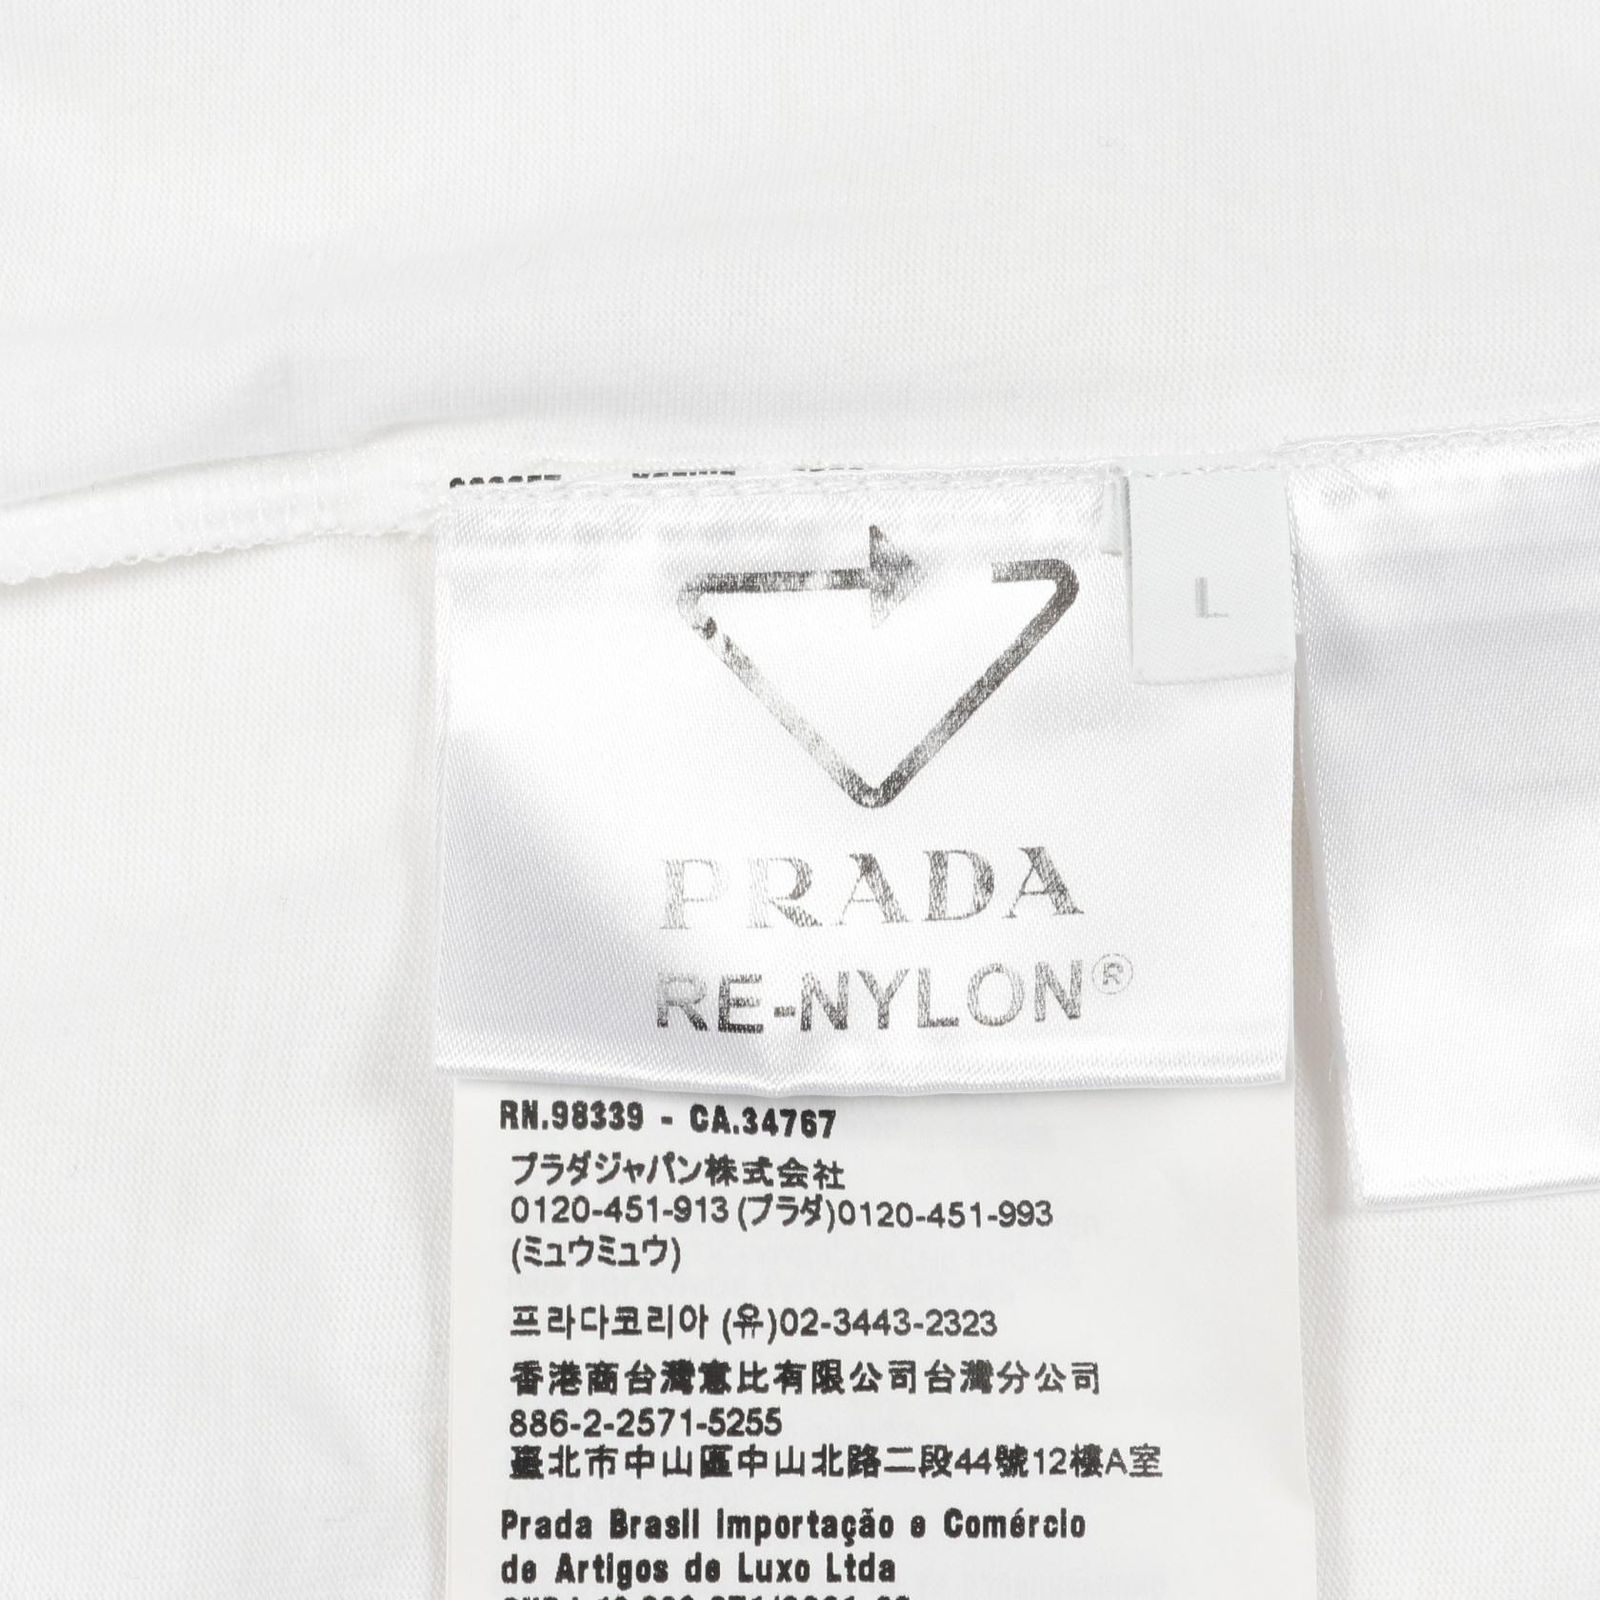 L
PRADA
RE-NYLON®
RN.98339 - CA.34767
プラダジャパン株式会社
0120-451-913 (プラダ)0120-451-993
(ミュウミュウ)
프라다코리아 (유)02-3443-2323
香港商台灣意比有限公司台灣分公司
886-2-2571-5255
臺北市中山區中山北路二段44號12樓A室
Prada Brasil Importação e Comércio
de Artigos de Luxo Ltda